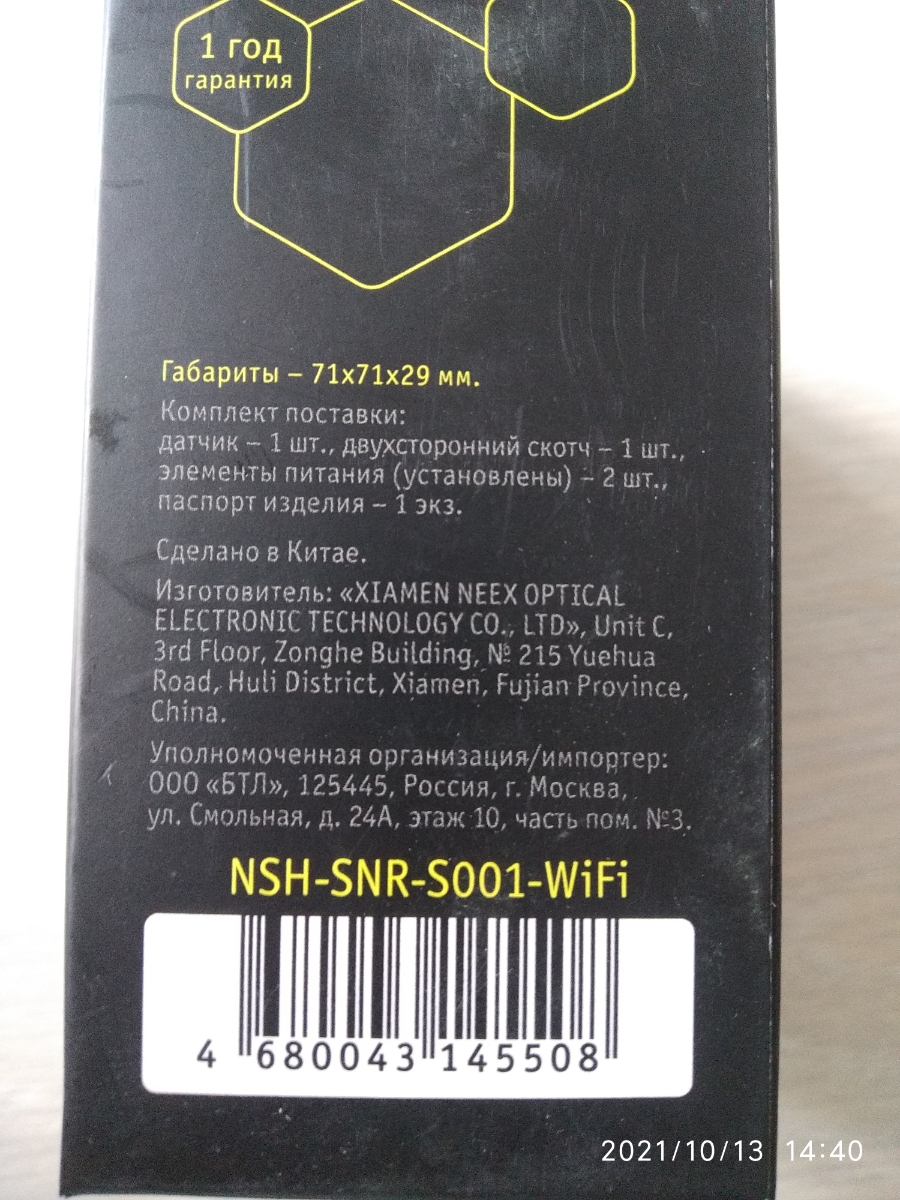 1 год
гарантия
Габариты – 71х71х29 мм.
Комплект поставки:
датчик – 1 шт., двухсторонний скотч – 1 шт.,
элементы питания (установлены) – 2 шт.,
паспорт изделия – 1 экз.
Сделано в Китае.
Изготовитель: «XIAMEN NEEX OPTICAL
ELECTRONIC TECHNOLOGY CO., LTD», Unit C,
3rd Floor, Zonghe Building, № 215 Yuehua
Road, Huli District, Xiamen, Fujian Province,
China.
Уполномоченная организация/импортер:
ООО «БТЛ», 125445, Россия, г. Москва,
ул. Смольная, д. 24А, этаж 10, часть пом. №3.
NSH-SNR-S001-WiFi
4 680043 145508
2021/10/13 14:40